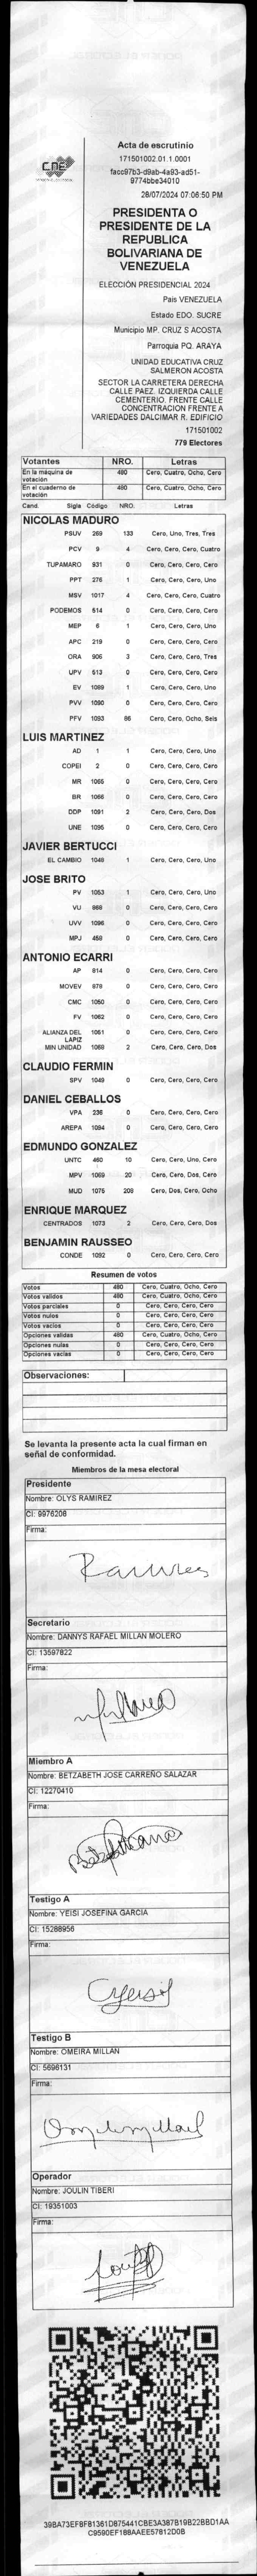 cne
Acta de escrutinio
171501002.01.1.0001
facc97b3-d9ab-4a93-ad51-
9774bbe34010
28/07/2024 07:06:50 PM
PRESIDENTA O
PRESIDENTE DE LA
REPUBLICA
BOLIVARIANA DE
VENEZUELA
ELECCIÓN PRESIDENCIAL 2024
Pais VENEZUELA
Estado EDO. SUCRE
Municipio MP. CRUZ S ACOSTA
Parroquia PQ. ARAYA
UNIDAD EDUCATIVA CRUZ
SALMERON ACOSTA
SECTOR LA CARRETERA DERECHA
CALLE PAEZ. IZQUIERDA CALLE
CEMENTERIO. FRENTE CALLE
CONCENTRACION FRENTE A
VARIEDADES DALCIMAR R. EDIFICIO
171501002
779 Electores
Votantes NRO. Letras
En la máquina de votación 480 Cero, Cuatro, Ocho, Cero
En el cuaderno de votación 480 Cero, Cuatro, Ocho, Cero
Cand. Sigla Código NRO. Letras
NICOLAS MADURO
PSUV 269 133 Cero, Uno, Tres, Tres
PCV 9 4 Cero, Cero, Cero, Cuatro
TUPAMARO 931 0 Cero, Cero, Cero, Cero
PPT 276 1 Cero, Cero, Cero, Uno
MSV 1017 4 Cero, Cero, Cero, Cuatro
PODEMOS 514 0 Cero, Cero, Cero, Cero
MEP 6 1 Cero, Cero, Cero, Uno
APC 219 0 Cero, Cero, Cero, Cero
ORA 906 3 Cero, Cero, Cero, Tres
UPV 513 0 Cero, Cero, Cero, Cero
EV 1089 1 Cero, Cero, Cero, Uno
PVV 1090 0 Cero, Cero, Cero, Cero
PFV 1093 86 Cero, Cero, Ocho, Seis
LUIS MARTINEZ
AD 1 1 Cero, Cero, Cero, Uno
COPEI 2 0 Cero, Cero, Cero, Cero
MR 1065 0 Cero, Cero, Cero, Cero
BR 1066 0 Cero, Cero, Cero, Cero
DDP 1091 2 Cero, Cero, Cero, Dos
UNE 1095 0 Cero, Cero, Cero, Cero
JAVIER BERTUCCI
EL CAMBIO 1048 1 Cero, Cero, Cero, Uno
JOSE BRITO
PV 1053 1 Cero, Cero, Cero, Uno
VU 868 0 Cero, Cero, Cero, Cero
UVV 1096 0 Cero, Cero, Cero, Cero
MPJ 458 0 Cero, Cero, Cero, Cero
ANTONIO ECARRI
AP 814 0 Cero, Cero, Cero, Cero
MOVEV 878 0 Cero, Cero, Cero, Cero
CMC 1050 0 Cero, Cero, Cero, Cero
FV 1062 0 Cero, Cero, Cero, Cero
ALIANZA DEL LAPIZ 1051 0 Cero, Cero, Cero, Cero
MIN UNIDAD 1068 2 Cero, Cero, Cero, Dos
CLAUDIO FERMIN
SPV 1049 0 Cero, Cero, Cero, Cero
DANIEL CEBALLOS
VPA 236 0 Cero, Cero, Cero, Cero
AREPA 1094 0 Cero, Cero, Cero, Cero
EDMUNDO GONZALEZ
UNTC 460 10 Cero, Cero, Uno, Cero
MPV 1069 20 Cero, Cero, Dos, Cero
MUD 1075 208 Cero, Dos, Cero, Ocho
ENRIQUE MARQUEZ
CENTRADOS 1073 2 Cero, Cero, Cero, Dos
BENJAMIN RAUSSEO
CONDE 1092 0 Cero, Cero, Cero, Cero
Resumen de votos
Votos 480 Cero, Cuatro, Ocho, Cero
Votos validos 480 Cero, Cuatro, Ocho, Cero
Votos parciales 0 Cero, Cero, Cero, Cero
Votos nulos 0 Cero, Cero, Cero, Cero
Votos vacios 0 Cero, Cero, Cero, Cero
Opciones validas 480 Cero, Cuatro, Ocho, Cero
Opciones nulas 0 Cero, Cero, Cero, Cero
Opciones vacias 0 Cero, Cero, Cero, Cero
Observaciones:
Se levanta la presente acta la cual firman en
señal de conformidad.
Miembros de la mesa electoral
Presidente
Nombre: OLYS RAMIREZ
CI: 9976208
Firma:
Ramires
Secretario
Nombre: DANNYS RAFAEL MILLAN MOLERO
CI: 13597822
Firma:
Miembro A
Nombre: BETZABETH JOSE CARREÑO SALAZAR
CI: 12270410
Firma:
Testigo A
Nombre: YEISI JOSEFINA GARCIA
CI: 15288956
Firma:
Testigo B
Nombre: OMEIRA MILLAN
CI: 5696131
Firma:
Operador
Nombre: JOULIN TIBERI
CI: 19351003
Firma:
39BA73EF8F81361D875441CBE3A387B19B22BBD1AA
C9590EF188AAEE57812D0B